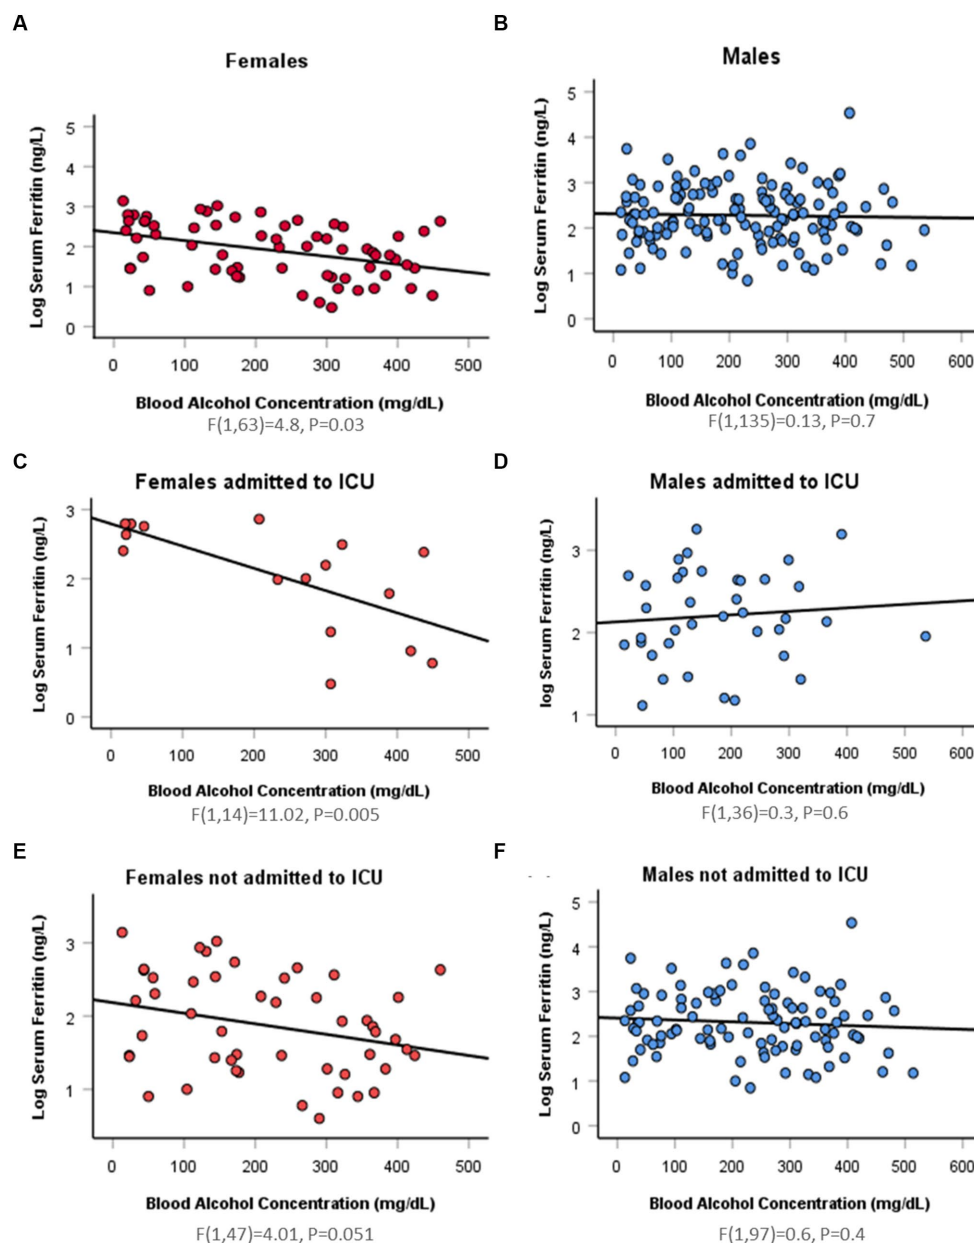 A
Females
Log Serum Ferritin (ng/L)
5
4
3
2
1
0
0 100 200 300 400 500
Blood Alcohol Concentration (mg/dL)
F(1,63)=4.8, P=0.03
B
Males
Log Serum Ferritin (ng/L)
5
4
3
2
1
0
0 100 200 300 400 500 600
Blood Alcohol Concentration (mg/dL)
F(1,135)=0.13, P=0.7
C
Females admitted to ICU
Log Serum Ferritin (ng/L)
3
2
1
0
0 100 200 300 400 500
Blood Alcohol Concentration (mg/dL)
F(1,14)=11.02, P=0.005
D
Males admitted to ICU
log Serum Ferritin (ng/L)
3
2
1
0 100 200 300 400 500 600
Blood Alcohol Concentration (mg/dL)
F(1,36)=0.3, P=0.6
E
Females not admitted to ICU
Log Serum Ferritin (ng/L)
3
2
1
0 100 200 300 400 500
Blood Alcohol Concentration (mg/dL)
F(1,47)=4.01, P=0.051
F
Males not admitted to ICU
Log Serum Ferritin (ng/L)
5
4
3
2
1
0
0 100 200 300 400 500 600
Blood Alcohol Concentration (mg/dL)
F(1,97)=0.6, P=0.4